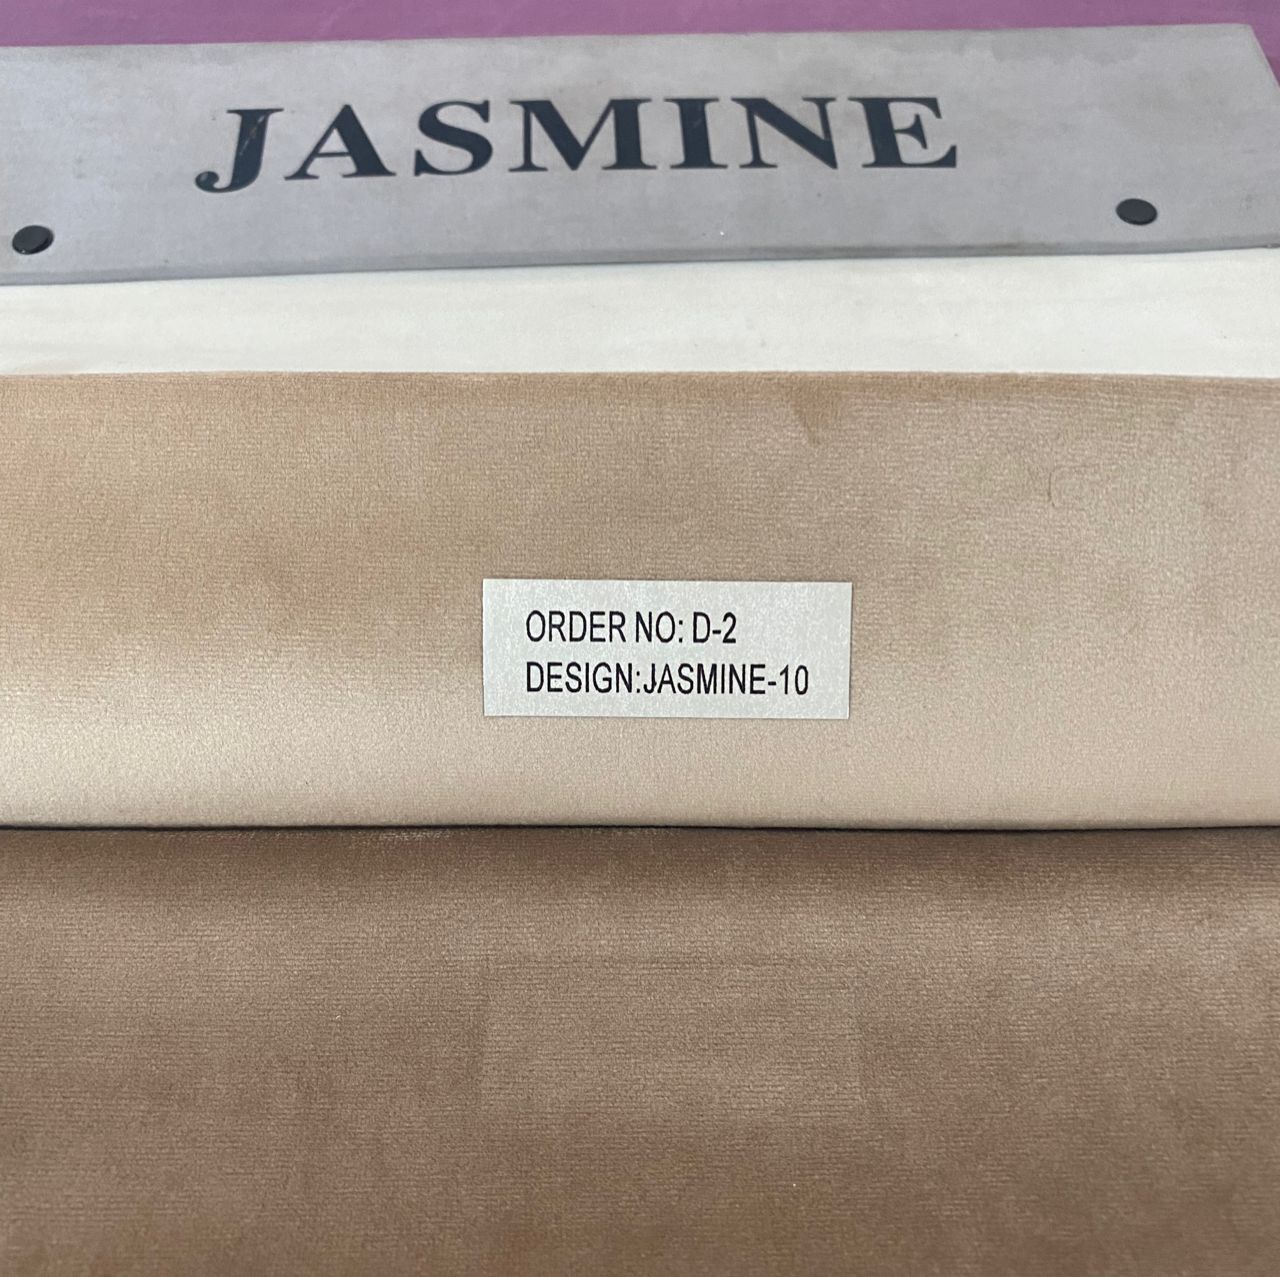 JASMINE
ORDER NO: D-2
DESIGN:JASMINE-10